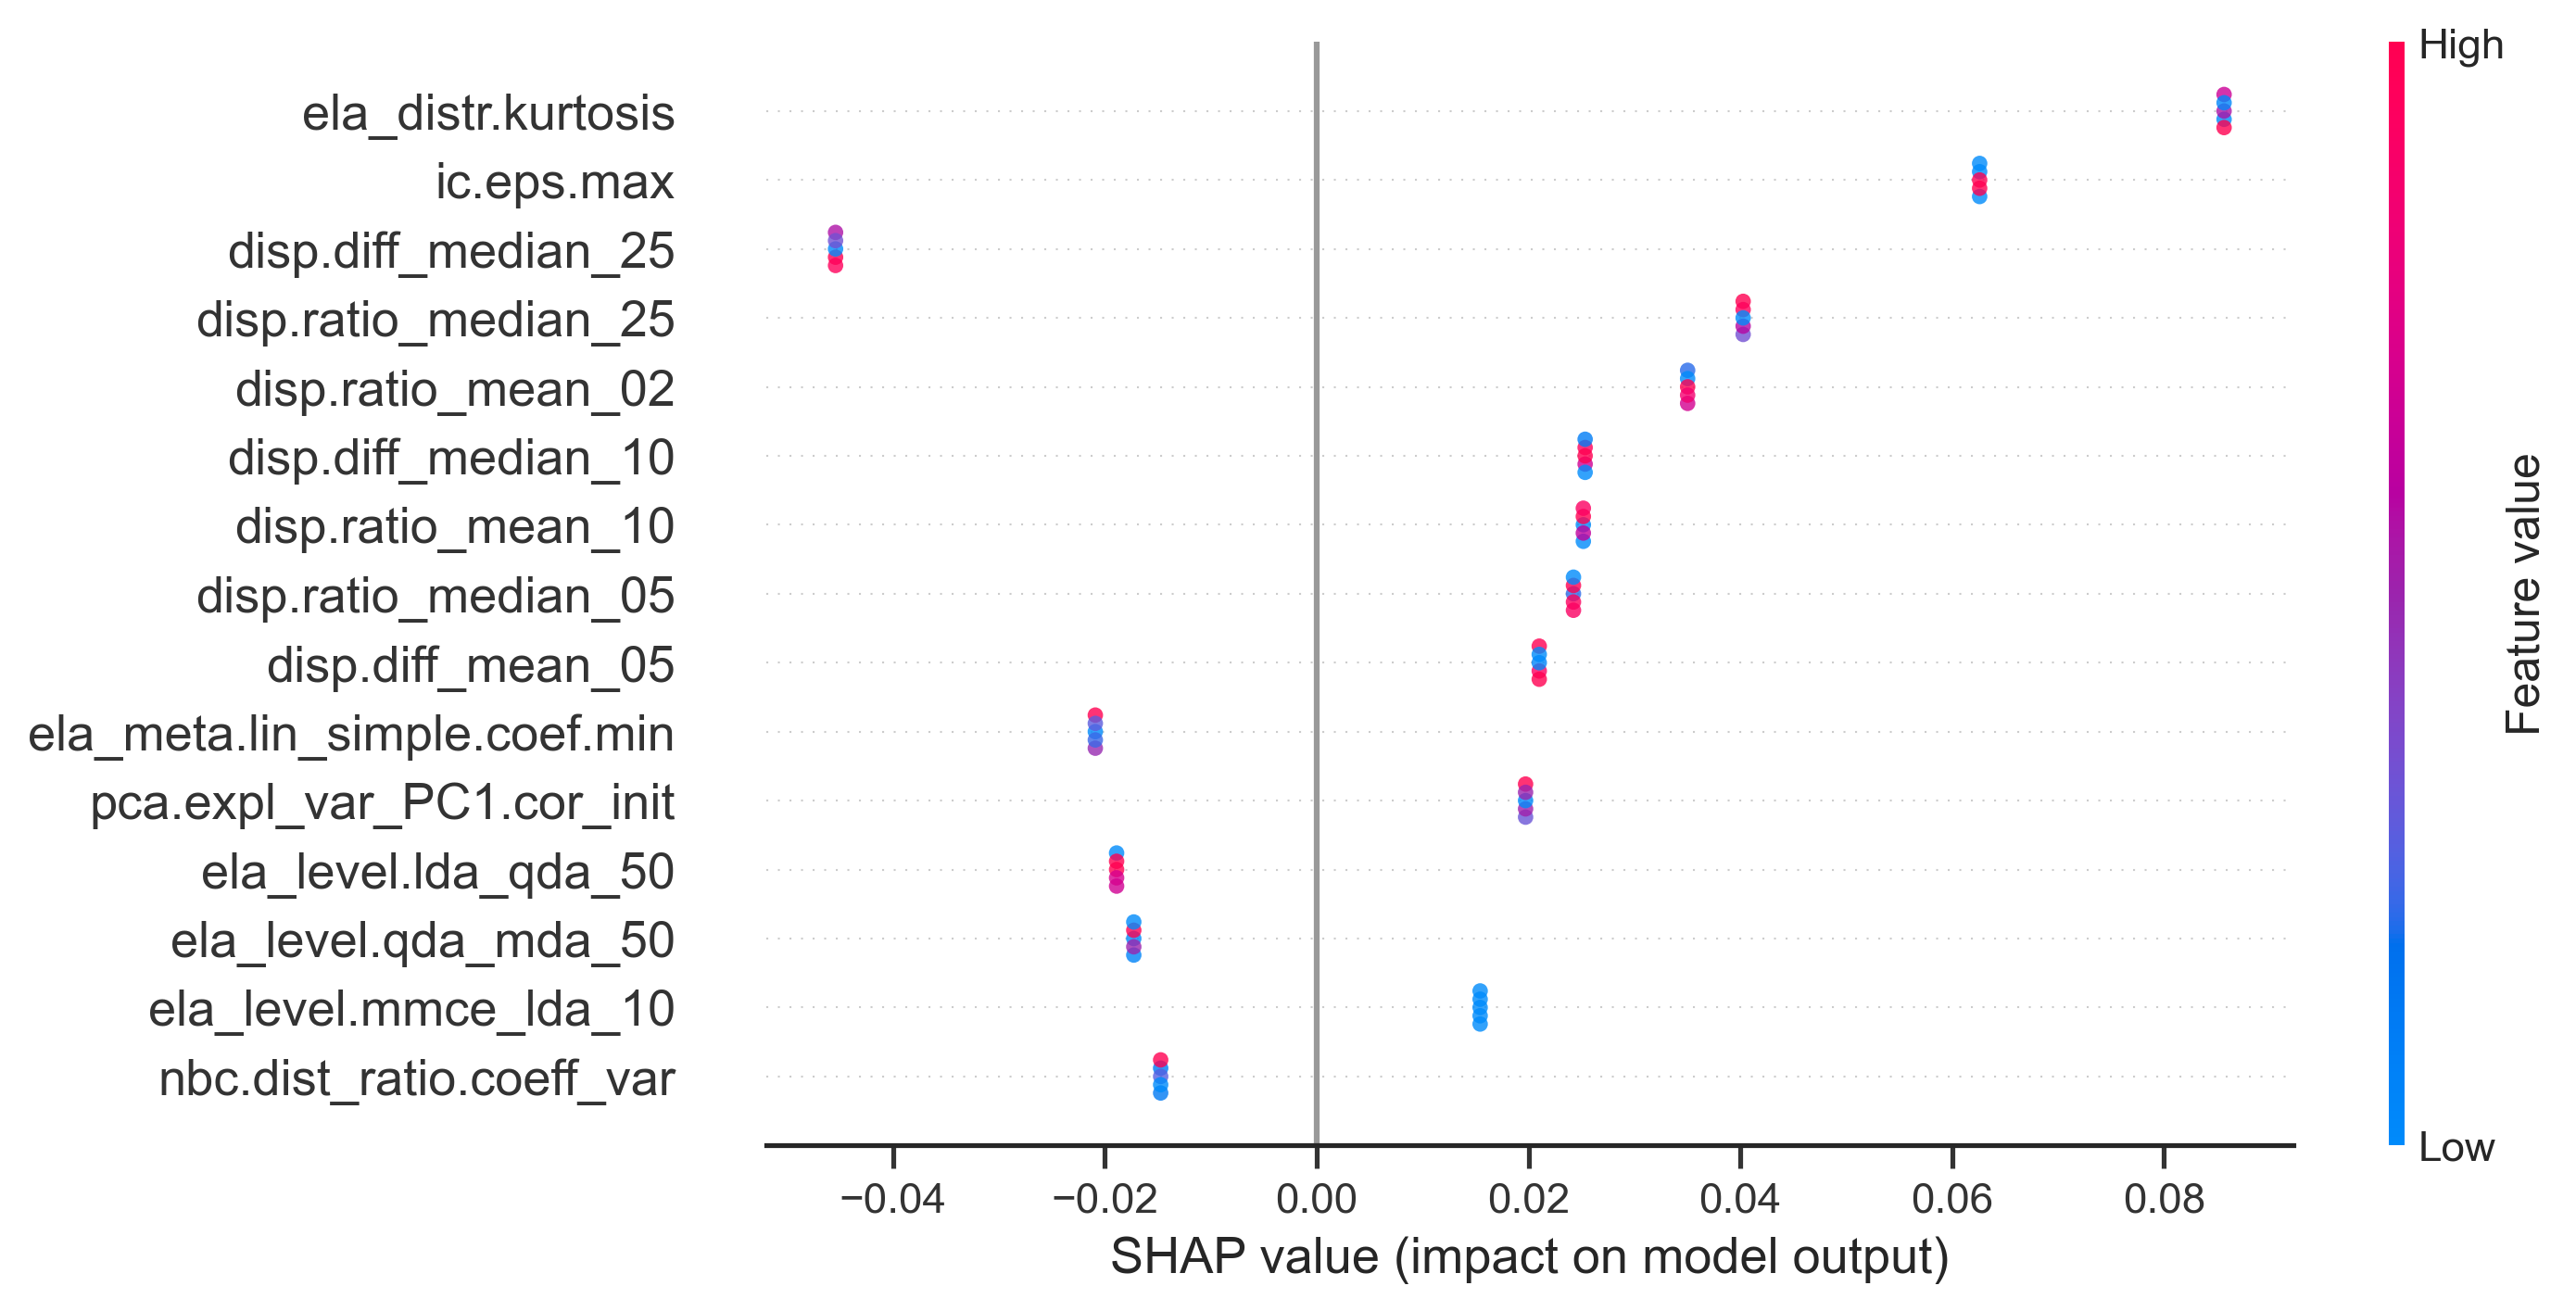 High
ela_distr.kurtosis
ic.eps.max
disp.diff_median_25
disp.ratio_median_25
disp.ratio_mean_02
disp.diff_median_10
disp.ratio_mean_10
disp.ratio_median_05
disp.diff_mean_05
ela_meta.lin_simple.coef.min
pca.expl_var_PC1.cor_init
ela_level.lda_qda_50
ela_level.qda_mda_50
ela_level.mmce_lda_10
nbc.dist_ratio.coeff_var
Feature value
Low
−0.04 −0.02 0.00 0.02 0.04 0.06 0.08
SHAP value (impact on model output)